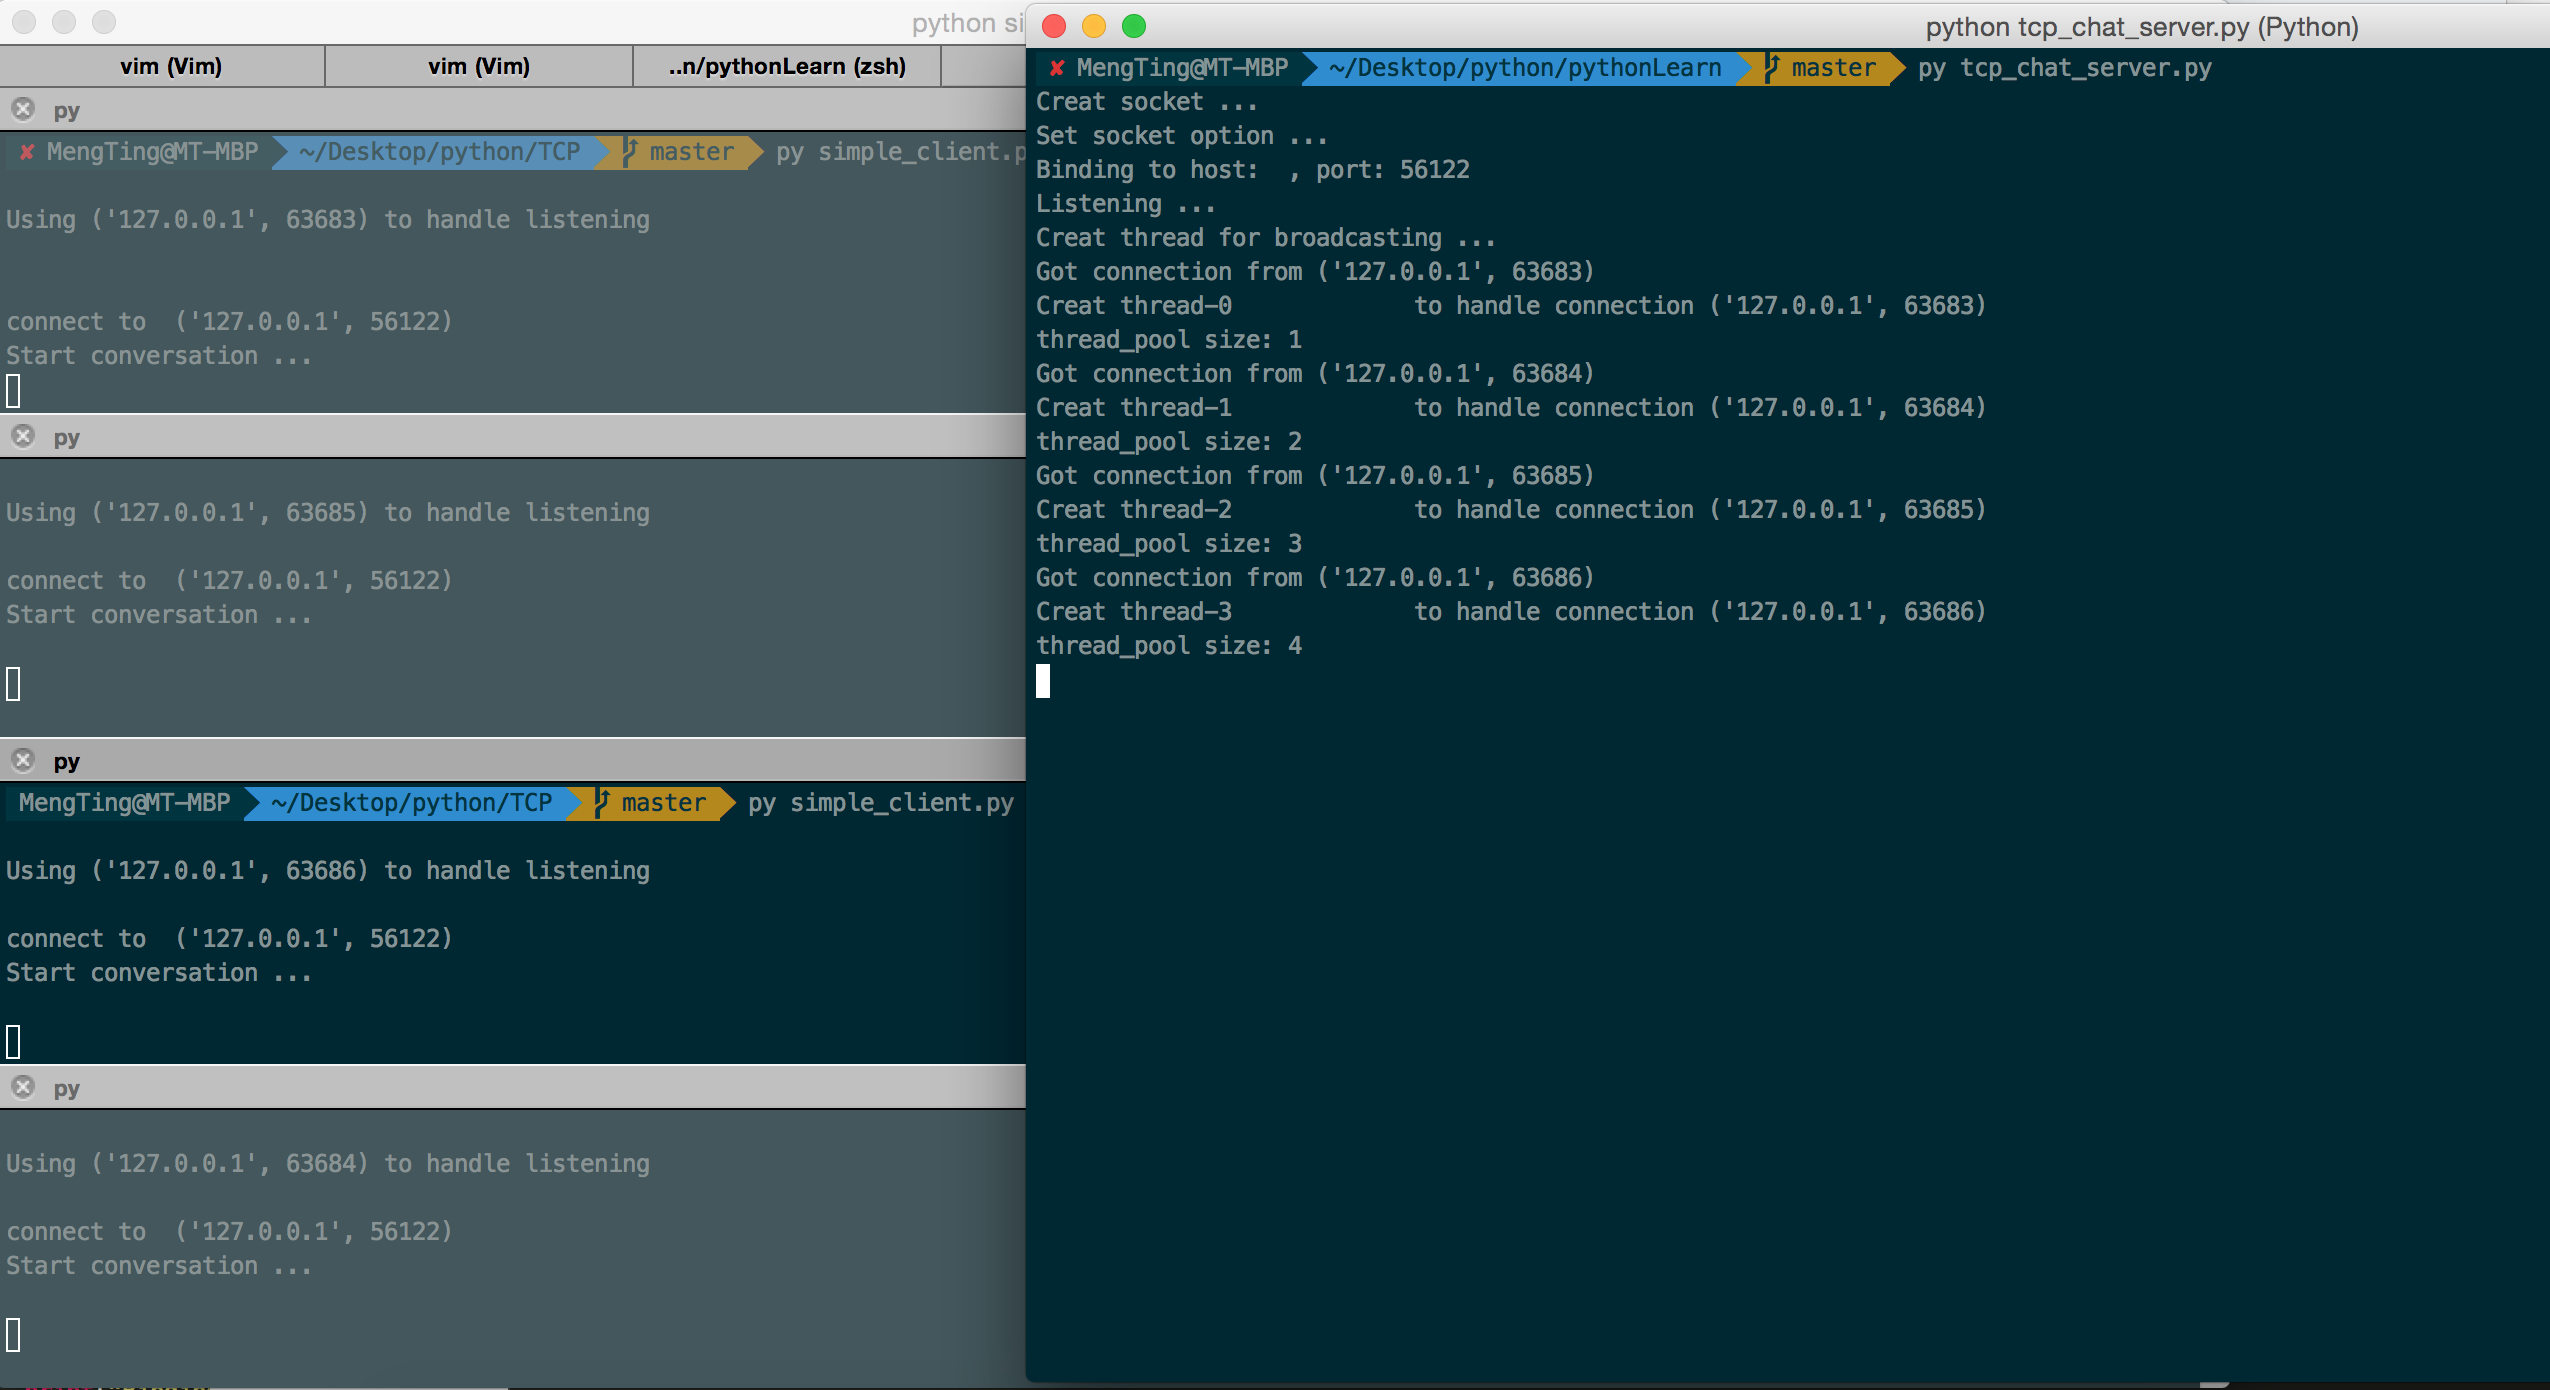 python si
vim (Vim)
vim (Vim)
..n/pythonLearn (zsh)
py
✘ MengTing@MT-MBP ~/Desktop/python/TCP master py simple_client.p
Using ('127.0.0.1', 63683) to handle listening
connect to  ('127.0.0.1', 56122)
Start conversation ...
py
Using ('127.0.0.1', 63685) to handle listening
connect to  ('127.0.0.1', 56122)
Start conversation ...
py
MengTing@MT-MBP ~/Desktop/python/TCP master py simple_client.py
Using ('127.0.0.1', 63686) to handle listening
connect to  ('127.0.0.1', 56122)
Start conversation ...
py
Using ('127.0.0.1', 63684) to handle listening
connect to  ('127.0.0.1', 56122)
Start conversation ...
python tcp_chat_server.py (Python)
✘ MengTing@MT-MBP ~/Desktop/python/pythonLearn master py tcp_chat_server.py
Creat socket ...
Set socket option ...
Binding to host:  , port: 56122
Listening ...
Creat thread for broadcasting ...
Got connection from ('127.0.0.1', 63683)
Creat thread-0             to handle connection ('127.0.0.1', 63683)
thread_pool size: 1
Got connection from ('127.0.0.1', 63684)
Creat thread-1             to handle connection ('127.0.0.1', 63684)
thread_pool size: 2
Got connection from ('127.0.0.1', 63685)
Creat thread-2             to handle connection ('127.0.0.1', 63685)
thread_pool size: 3
Got connection from ('127.0.0.1', 63686)
Creat thread-3             to handle connection ('127.0.0.1', 63686)
thread_pool size: 4